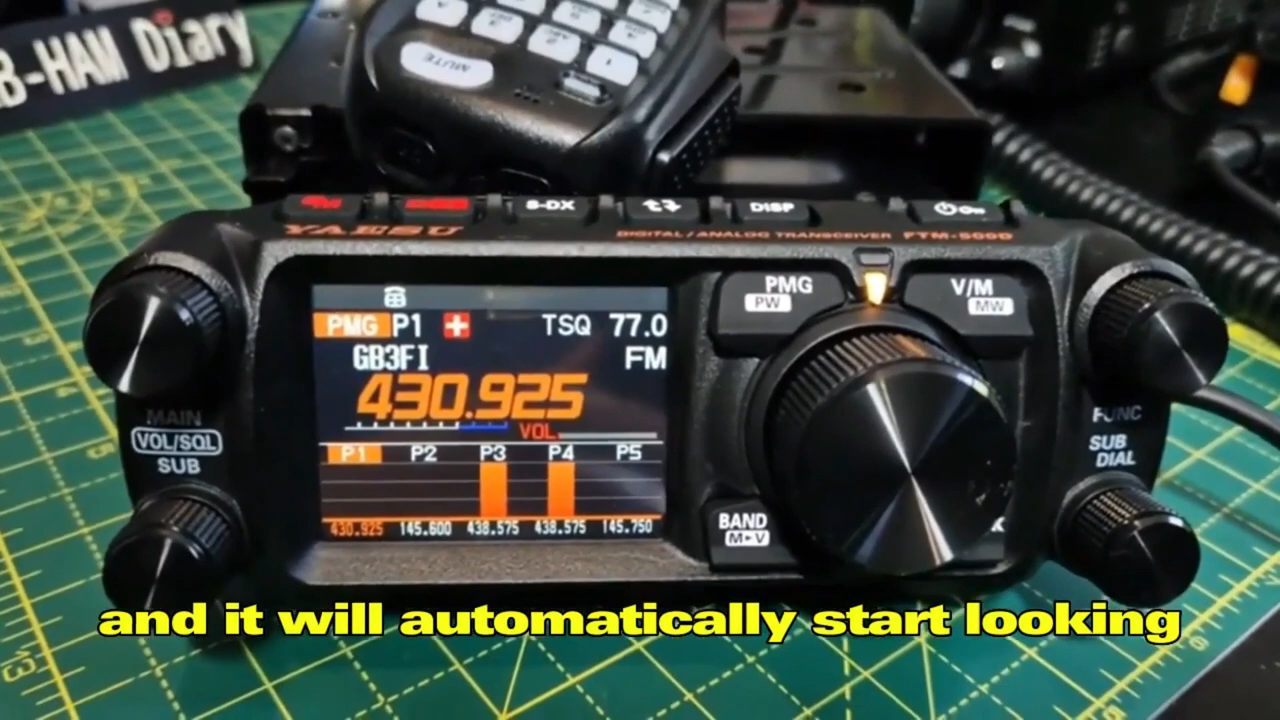 B-HAM Diary
MUTE
S-DX
DISP
YAESU
DIGITAL / ANALOG TRANSCEIVER
PMG
PW
V/M
MW
PMG P1 TSQ 77.0
GB3FI FM
430.925
VOL
P1 P2 P3 P4 P5
430.925 145.600 438.575 438.575 145.750
MAIN
VOL/SQL
SUB
FUNC
SUB
DIAL
BAND
M▸V
and it will automatically start looking
13